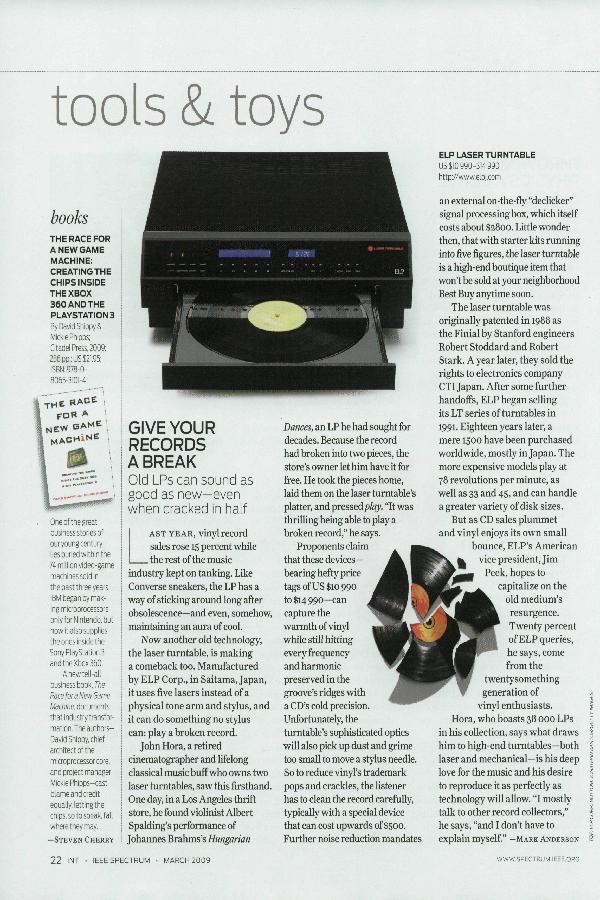 tools & toys
books
THE RACE FOR
A NEW GAME
MACHINE:
CREATING THE
CHIPS INSIDE
THE XBOX
360 AND THE
PLAYSTATION 3
By David Shippy &
Mickie Phipps;
Citadel Press, 2009;
256 pp.; US $21.95;
ISBN: 978-0-
8065-3101-4
THE RACE
FOR A
NEW GAME
MACHINE
One of the great
business stories of
our young century
lies buried within the
74 million video-game
machines sold in
the past three years.
IBM began by mak-
ing microprocessors
only for Nintendo, but
now it also supplies
the ones inside the
Sony PlayStation 3
and the Xbox 360.
A new tell-all
business book, The
Race for a New Game
Machine, documents
that industry transfor-
mation. The authors—
David Shippy, chief
architect of the
microprocessor core,
and project manager
Mickie Phipps—cast
blame and credit
equally, letting the
chips, so to speak, fall
where they may.
—STEVEN CHERRY
ELP
GIVE YOUR
RECORDS
A BREAK
Old LPs can sound as
good as new—even
when cracked in half
LAST YEAR, vinyl record
sales rose 15 percent while
the rest of the music
industry kept on tanking. Like
Converse sneakers, the LP has a
way of sticking around long after
obsolescence—and even, somehow,
maintaining an aura of cool.
Now another old technology,
the laser turntable, is making
a comeback too. Manufactured
by ELP Corp., in Saitama, Japan,
it uses five lasers instead of a
physical tone arm and stylus, and
it can do something no stylus
can: play a broken record.
John Hora, a retired
cinematographer and lifelong
classical music buff who owns two
laser turntables, saw this firsthand.
One day, in a Los Angeles thrift
store, he found violinist Albert
Spalding's performance of
Johannes Brahms's Hungarian
Dances, an LP he had sought for
decades. Because the record
had broken into two pieces, the
store's owner let him have it for
free. He took the pieces home,
laid them on the laser turntable's
platter, and pressed play. "It was
thrilling being able to play a
broken record," he says.
Proponents claim
that these devices—
bearing hefty price
tags of US $10 990
to $14 990—can
capture the
warmth of vinyl
while still hitting
every frequency
and harmonic
preserved in the
groove's ridges with
a CD's cold precision.
Unfortunately, the
turntable's sophisticated optics
will also pick up dust and grime
too small to move a stylus needle.
So to reduce vinyl's trademark
pops and crackles, the listener
has to clean the record carefully,
typically with a special device
that can cost upwards of $500.
Further noise reduction mandates
ELP LASER TURNTABLE
US $10 990–$14 990
http://www.elpj.com
an external on-the-fly "declicker"
signal processing box, which itself
costs about $2800. Little wonder
then, that with starter kits running
into five figures, the laser turntable
is a high-end boutique item that
won't be sold at your neighborhood
Best Buy anytime soon.
The laser turntable was
originally patented in 1988 as
the Finial by Stanford engineers
Robert Stoddard and Robert
Stark. A year later, they sold the
rights to electronics company
CTI Japan. After some further
handoffs, ELP began selling
its LT series of turntables in
1991. Eighteen years later, a
mere 1500 have been purchased
worldwide, mostly in Japan. The
more expensive models play at
78 revolutions per minute, as
well as 33 and 45, and can handle
a greater variety of disk sizes.
But as CD sales plummet
and vinyl enjoys its own small
bounce, ELP's American
vice president, Jim
Peek, hopes to
capitalize on the
old medium's
resurgence.
Twenty percent
of ELP queries,
he says, come
from the
twentysomething
generation of
vinyl enthusiasts.
Hora, who boasts 38 000 LPs
in his collection, says what draws
him to high-end turntables—both
laser and mechanical—is his deep
love for the music and his desire
to reproduce it as perfectly as
technology will allow. "I mostly
talk to other record collectors,"
he says, "and I don't have to
explain myself." —MARK ANDERSON
22 INT · IEEE SPECTRUM · MARCH 2009
WWW.SPECTRUM.IEEE.ORG